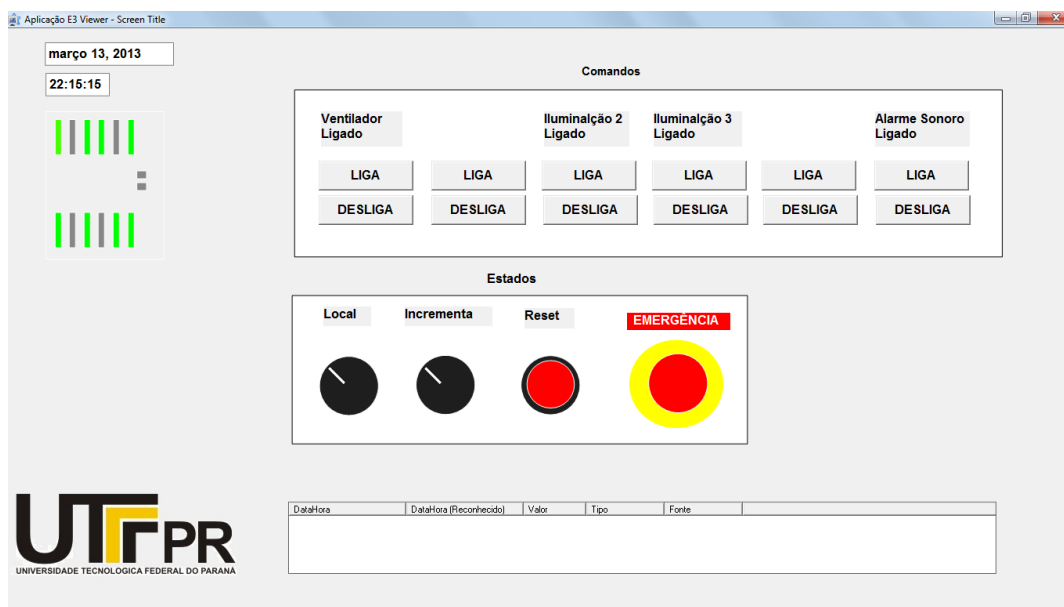 Aplicação E3 Viewer - Screen Title
março 13, 2013
22:15:15
Comandos
Ventilador
Ligado
Iluminalção 2
Ligado
Iluminalção 3
Ligado
Alarme Sonoro
Ligado
LIGA LIGA LIGA LIGA LIGA LIGA
DESLIGA DESLIGA DESLIGA DESLIGA DESLIGA DESLIGA
Estados
Local Incrementa Reset EMERGÊNCIA
DataHora DataHora (Reconhecido) Valor Tipo Fonte
UTFPR
UNIVERSIDADE TECNOLOGICA FEDERAL DO PARANÁ